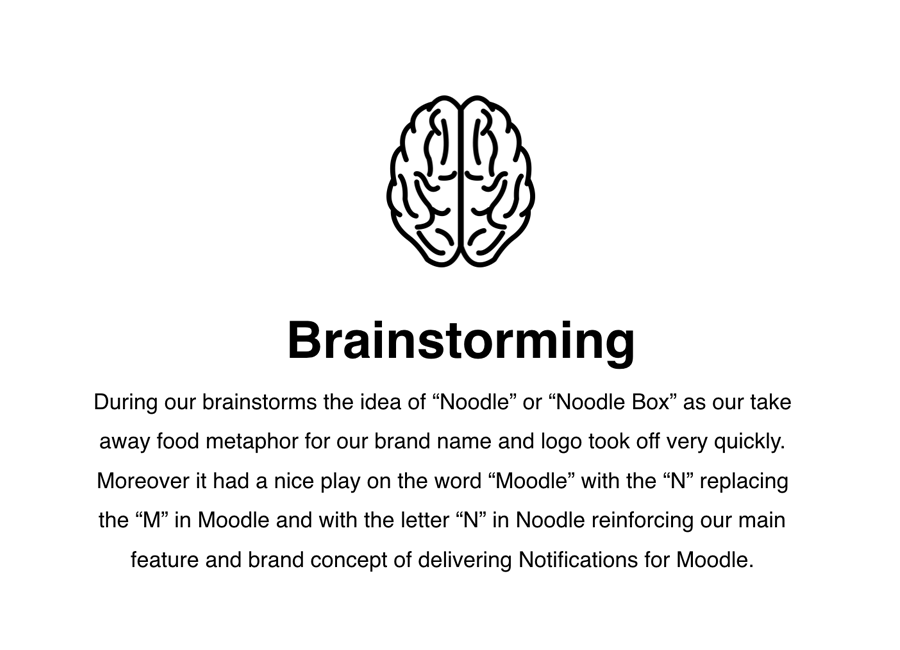 Brainstorming
During our brainstorms the idea of “Noodle” or “Noodle Box” as our take
away food metaphor for our brand name and logo took off very quickly.
Moreover it had a nice play on the word “Moodle” with the “N” replacing
the “M” in Moodle and with the letter “N” in Noodle reinforcing our main
feature and brand concept of delivering Notifications for Moodle.